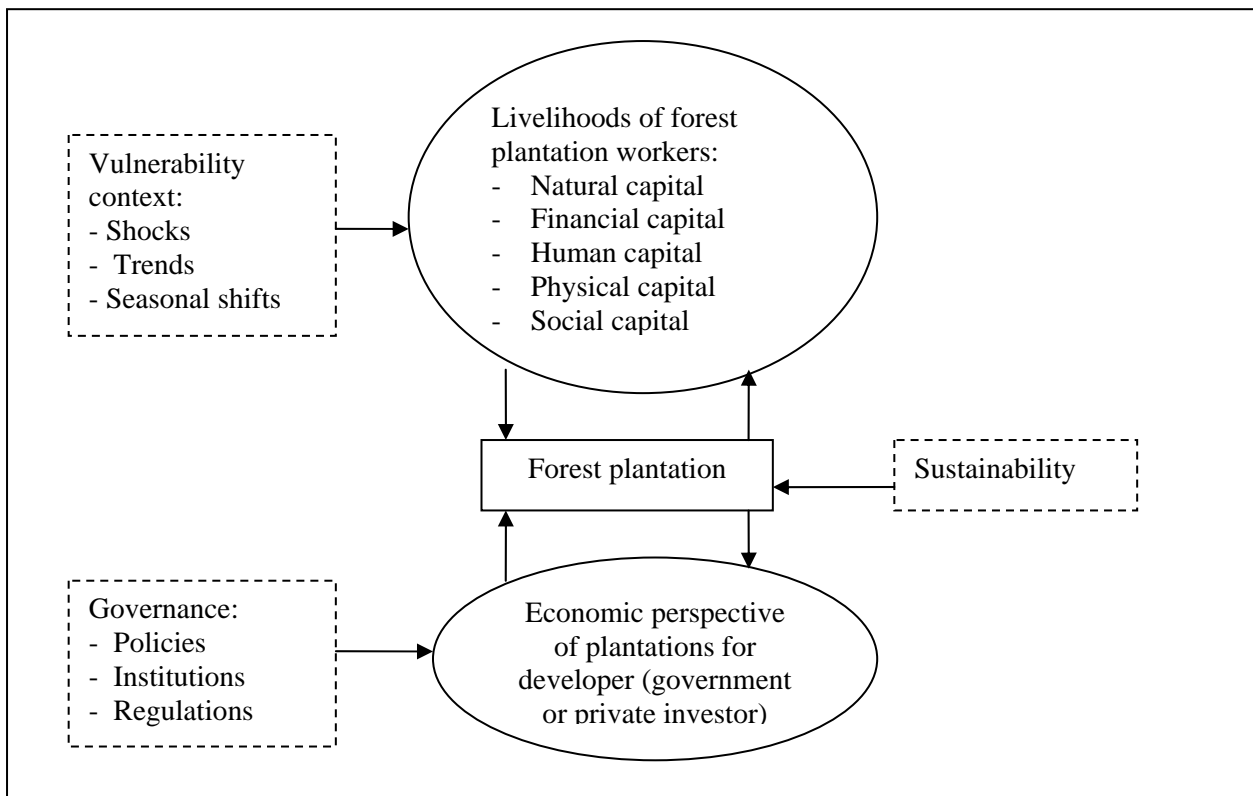 Livelihoods of forest
plantation workers:
- Natural capital
- Financial capital
- Human capital
- Physical capital
- Social capital
Vulnerability
context:
- Shocks
- Trends
- Seasonal shifts
Forest plantation
Sustainability
Governance:
- Policies
- Institutions
- Regulations
Economic perspective
of plantations for
developer (government
or private investor)